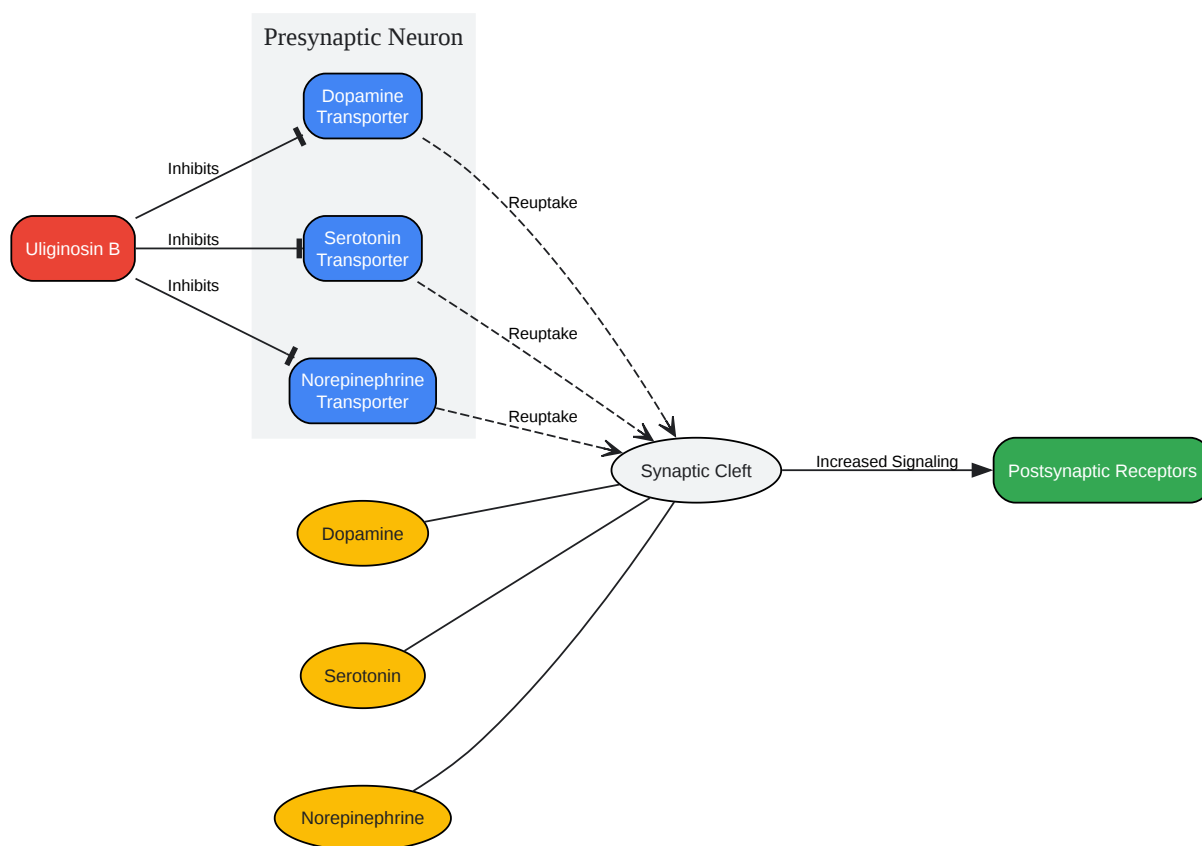 Presynaptic Neuron
Dopamine
Transporter
Inhibits
Reuptake
Uliginosin B
Inhibits
Serotonin
Transporter
Inhibits
Reuptake
Norepinephrine
Transporter
Reuptake
Synaptic Cleft
Increased Signaling
Postsynaptic Receptors
Dopamine
Serotonin
Norepinephrine